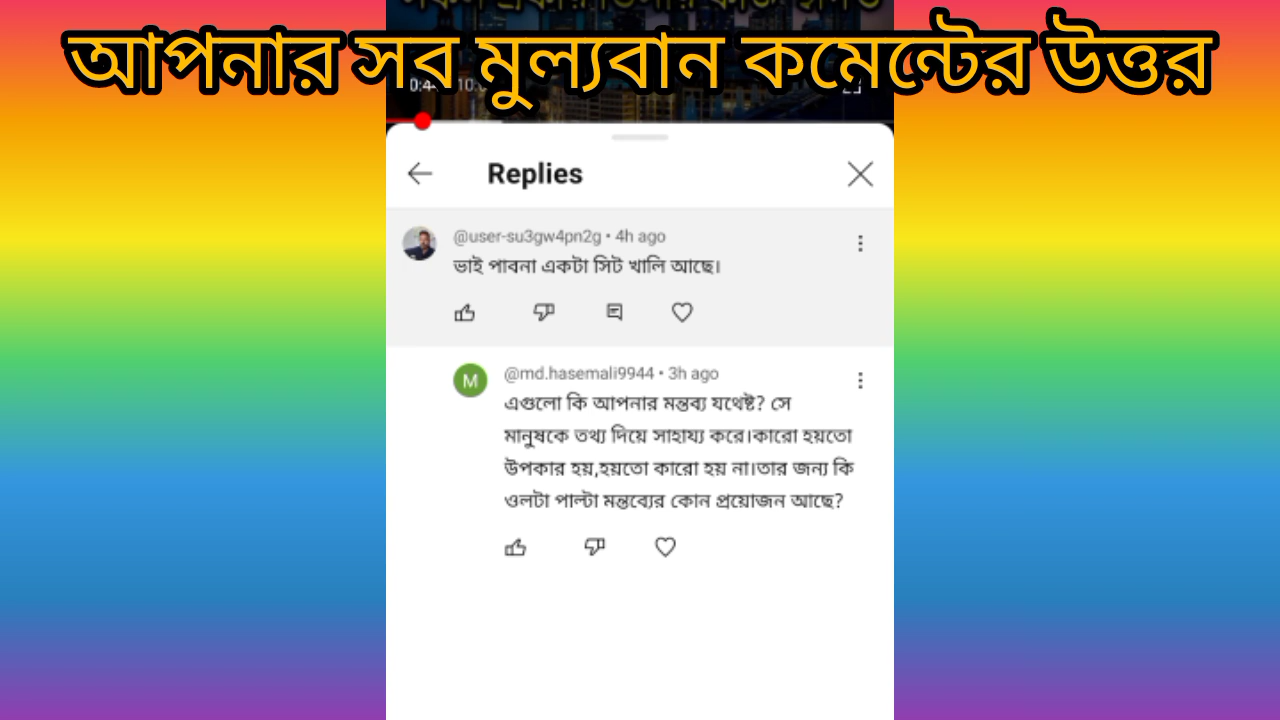 আপনার সব মুল্যবান কমেন্টের উত্তর
Replies
@user-su3gw4pn2g • 4h ago
ভাই পাবনা একটা সিট খালি আছে।
M
@md.hasemali9944 • 3h ago
এগুলো কি আপনার মন্তব্য যথেষ্ট? সে
মানুষকে তথ্য দিয়ে সাহায্য করে।কারো হয়তো
উপকার হয়,হয়তো কারো হয় না।তার জন্য কি
ওলটা পাল্টা মন্তব্যের কোন প্রয়োজন আছে?